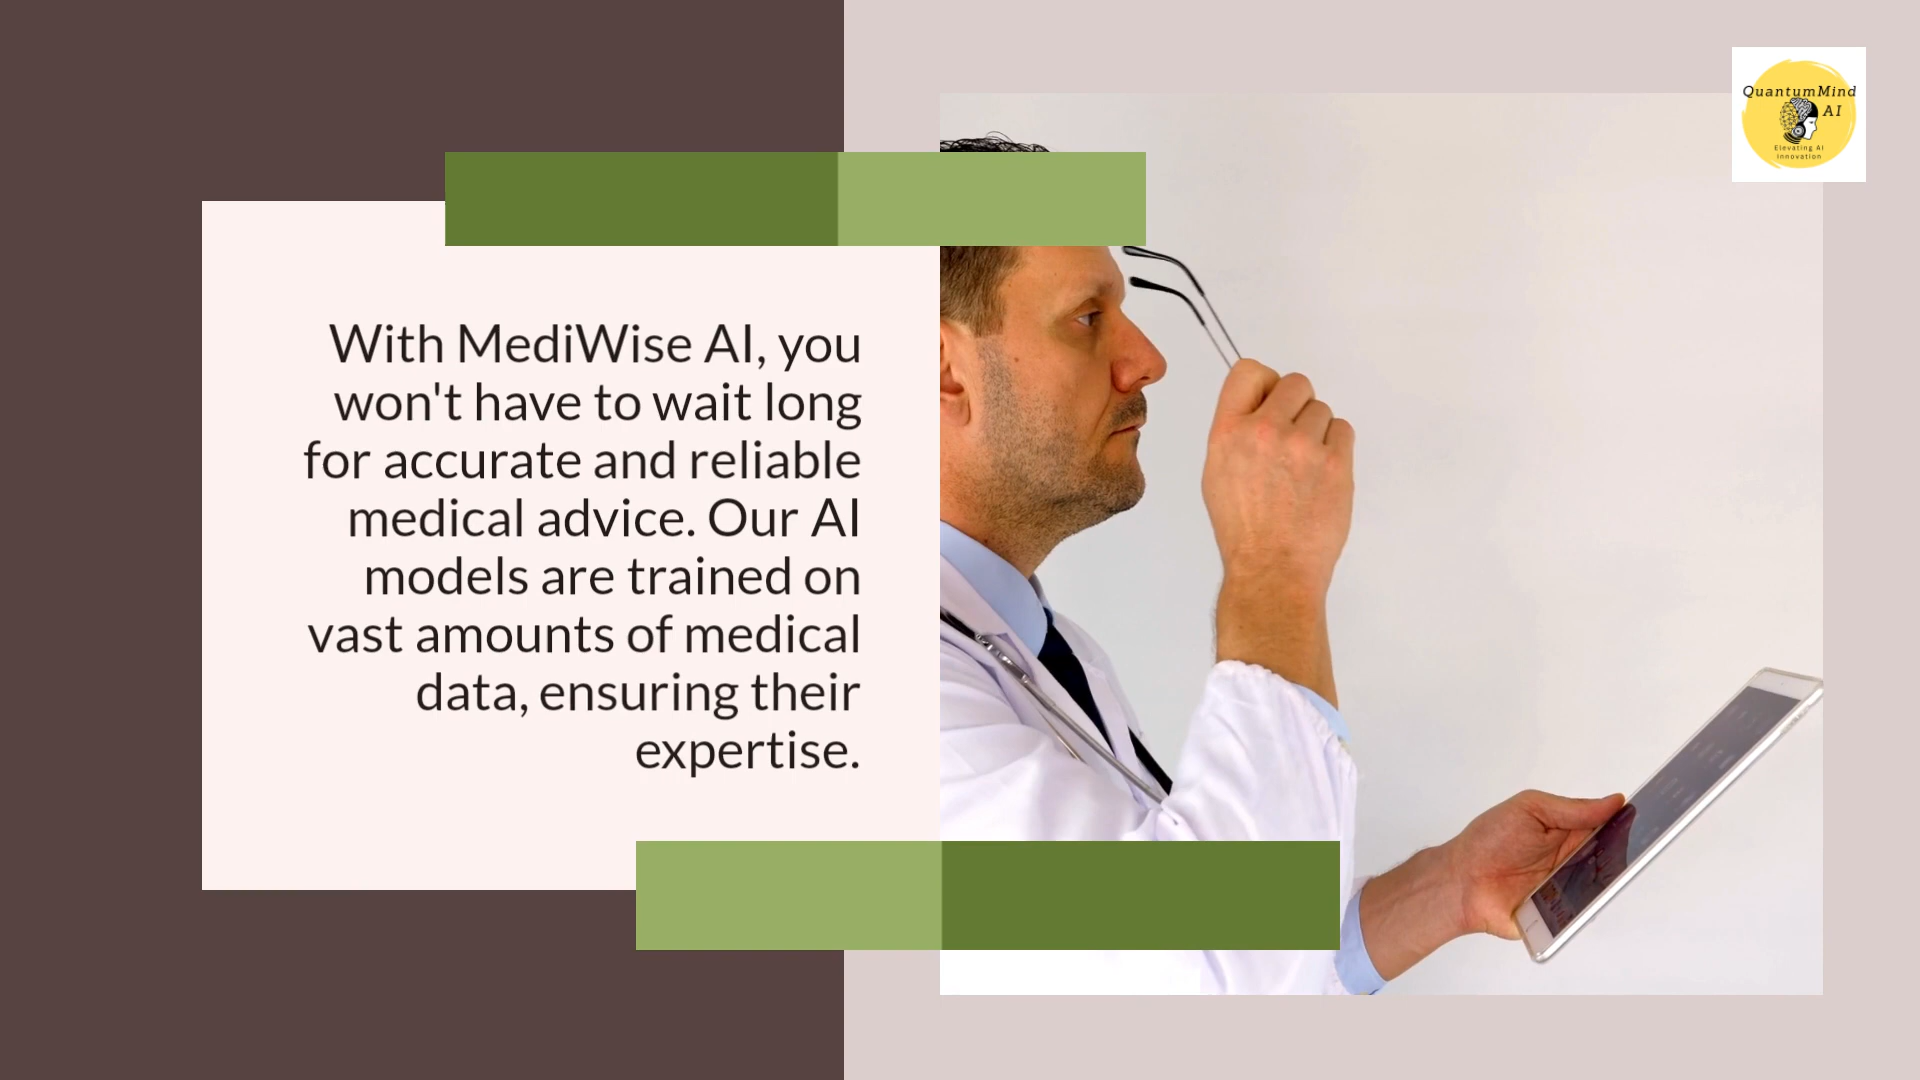 QuantumMind
AI
Elevating AI
Innovation
With MediWise AI, you
won't have to wait long
for accurate and reliable
medical advice. Our AI
models are trained on
vast amounts of medical
data, ensuring their
expertise.